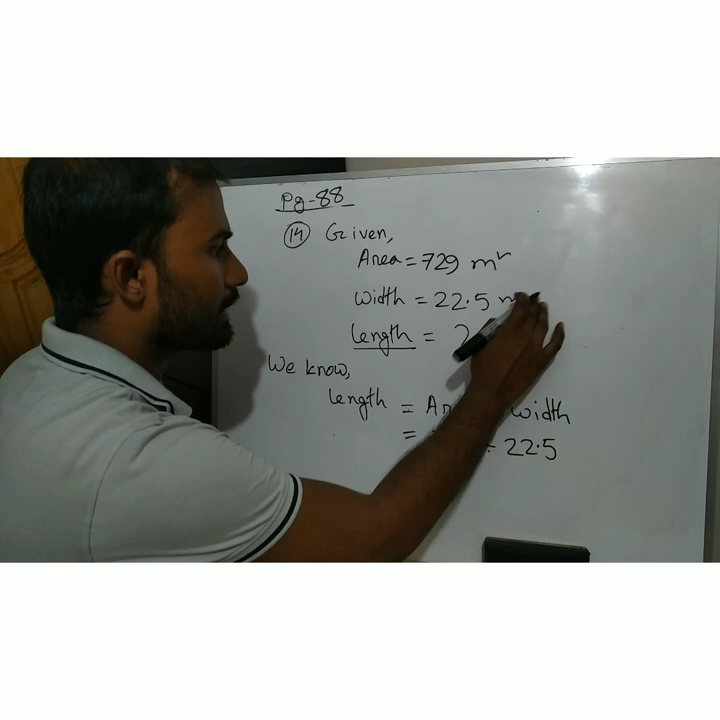 Pg-88
14 Given,
Area = 729 m²
Width = 22.5 m
length =
We know,
length = Width
= ÷ 22.5